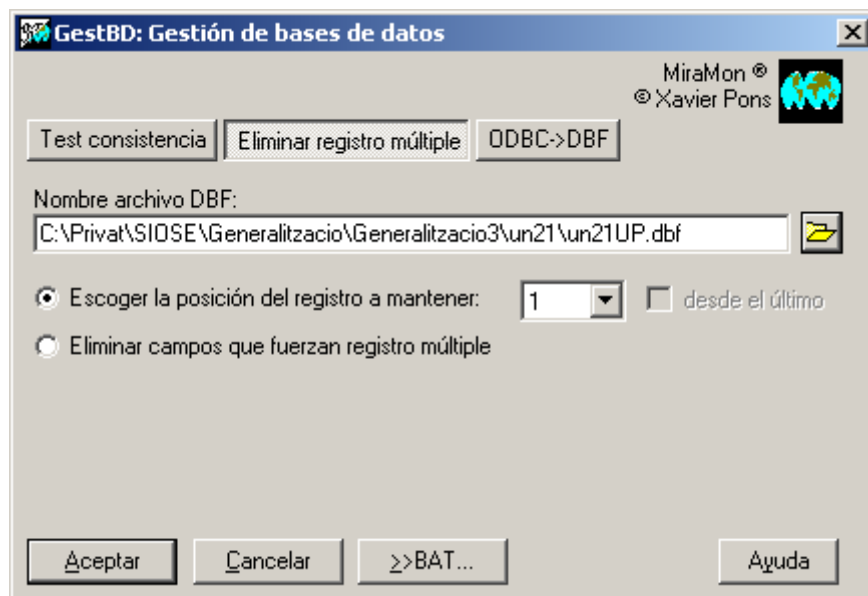 GestBD: Gestión de bases de datos
MiraMon ®
© Xavier Pons
Test consistencia Eliminar registro múltiple ODBC->DBF
Nombre archivo DBF:
C:\Privat\SIOSE\Generalitzacio\Generalitzacio3\un21\un21UP.dbf
Escoger la posición del registro a mantener: 1 desde el último
Eliminar campos que fuerzan registro múltiple
Aceptar Cancelar >>BAT... Ayuda